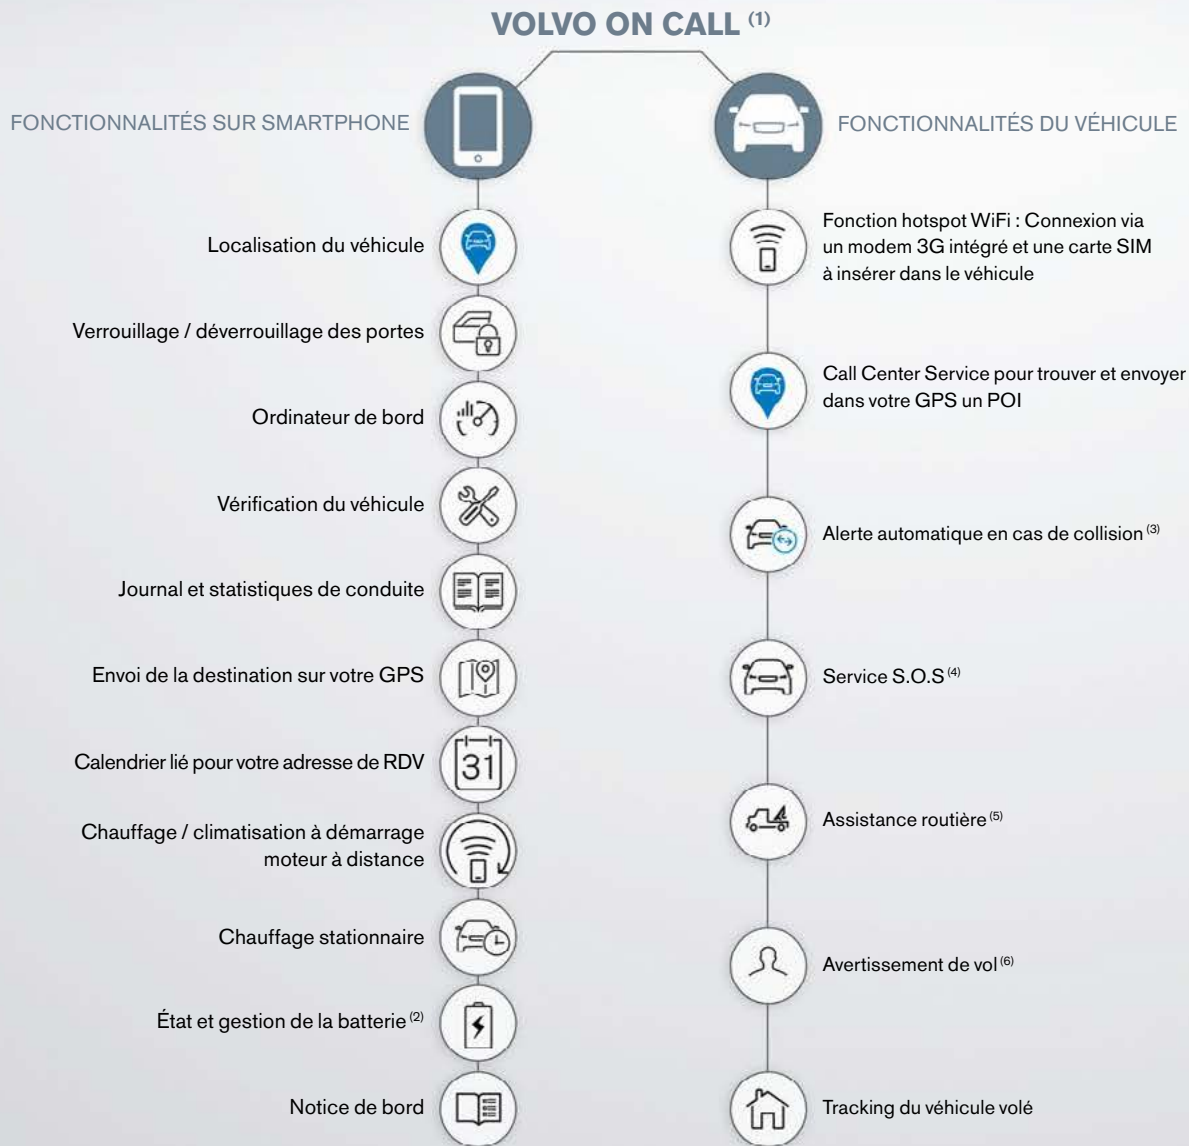 VOLVO ON CALL (1)
FONCTIONNALITÉS SUR SMARTPHONE
Localisation du véhicule
Verrouillage / déverrouillage des portes
Ordinateur de bord
Vérification du véhicule
Journal et statistiques de conduite
Envoi de la destination sur votre GPS
Calendrier lié pour votre adresse de RDV
31
Chauffage / climatisation à démarrage
moteur à distance
Chauffage stationnaire
État et gestion de la batterie (2)
Notice de bord
FONCTIONNALITÉS DU VÉHICULE
Fonction hotspot WiFi : Connexion via
un modem 3G intégré et une carte SIM
à insérer dans le véhicule
Call Center Service pour trouver et envoyer
dans votre GPS un POI
Alerte automatique en cas de collision (3)
Service S.O.S (4)
Assistance routière (5)
Avertissement de vol (6)
Tracking du véhicule volé